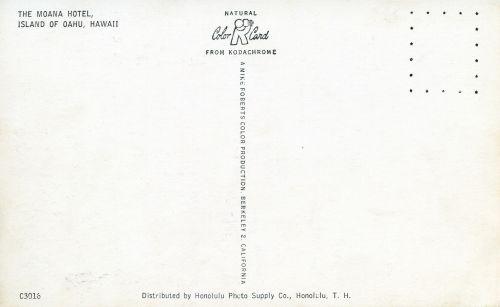 THE MOANA HOTEL,
ISLAND OF OAHU, HAWAII
NATURAL
Color Card
FROM KODACHROME
A MIKE ROBERTS COLOR PRODUCTION, BERKELEY 2, CALIFORNIA
C3016
Distributed by Honolulu Photo Supply Co., Honolulu, T. H.